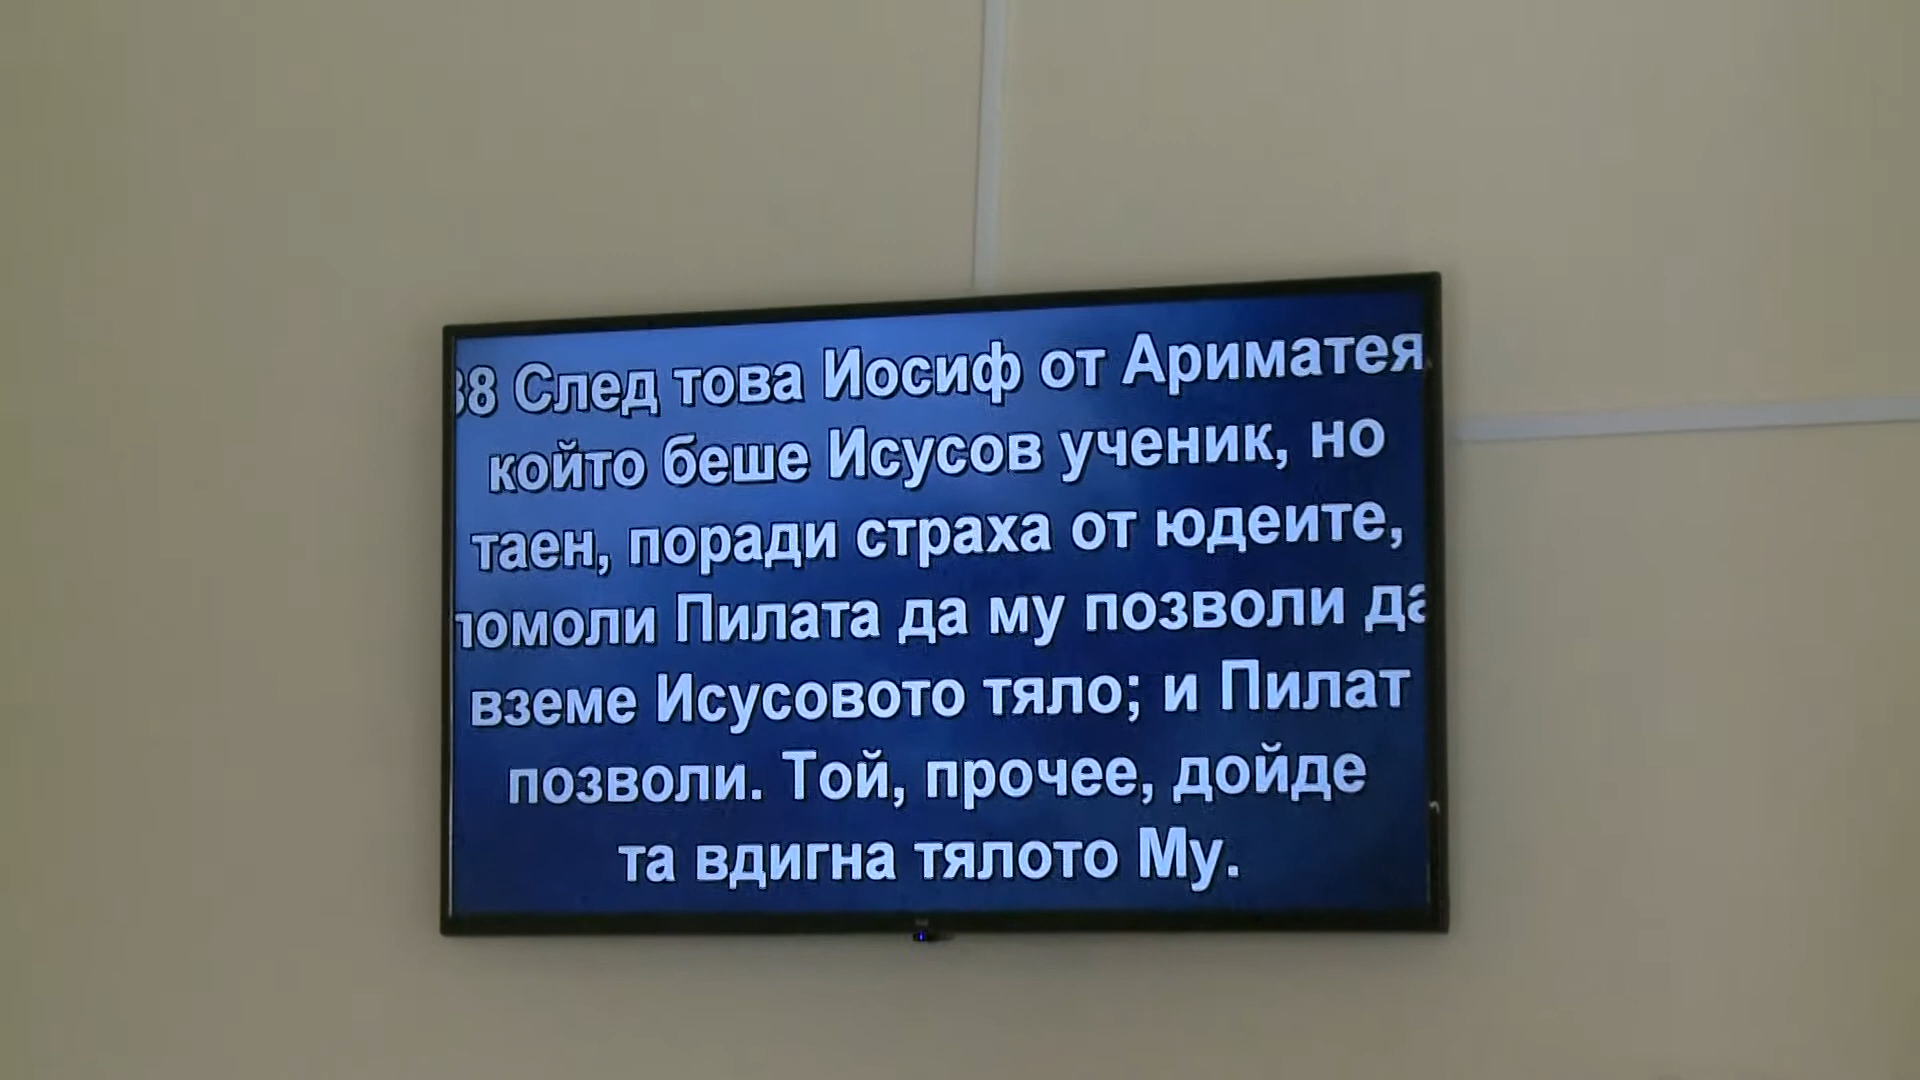 38 След това Иосиф от Ариматея,
който беше Исусов ученик, но
таен, поради страха от юдеите,
помоли Пилата да му позволи да
вземе Исусовото тяло; и Пилат
позволи. Той, прочее, дойде
та вдигна тялото Му.